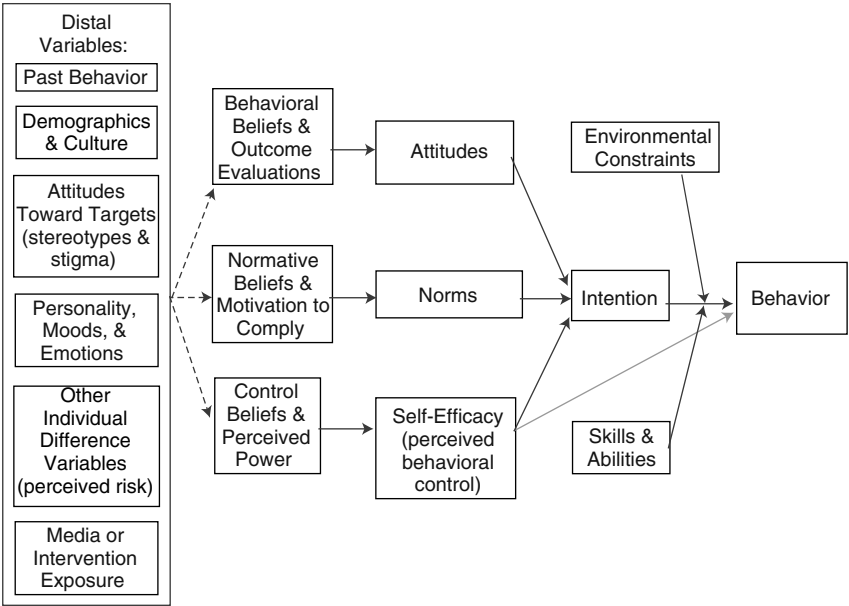 Distal
Variables:
Past Behavior
Demographics
& Culture
Attitudes
Toward Targets
(stereotypes &
stigma)
Personality,
Moods, &
Emotions
Other
Individual
Difference
Variables
(perceived risk)
Media or
Intervention
Exposure
Behavioral
Beliefs &
Outcome
Evaluations
Normative
Beliefs &
Motivation to
Comply
Control
Beliefs &
Perceived
Power
Attitudes
Norms
Self-Efficacy
(perceived
behavioral
control)
Environmental
Constraints
Intention
Skills &
Abilities
Behavior